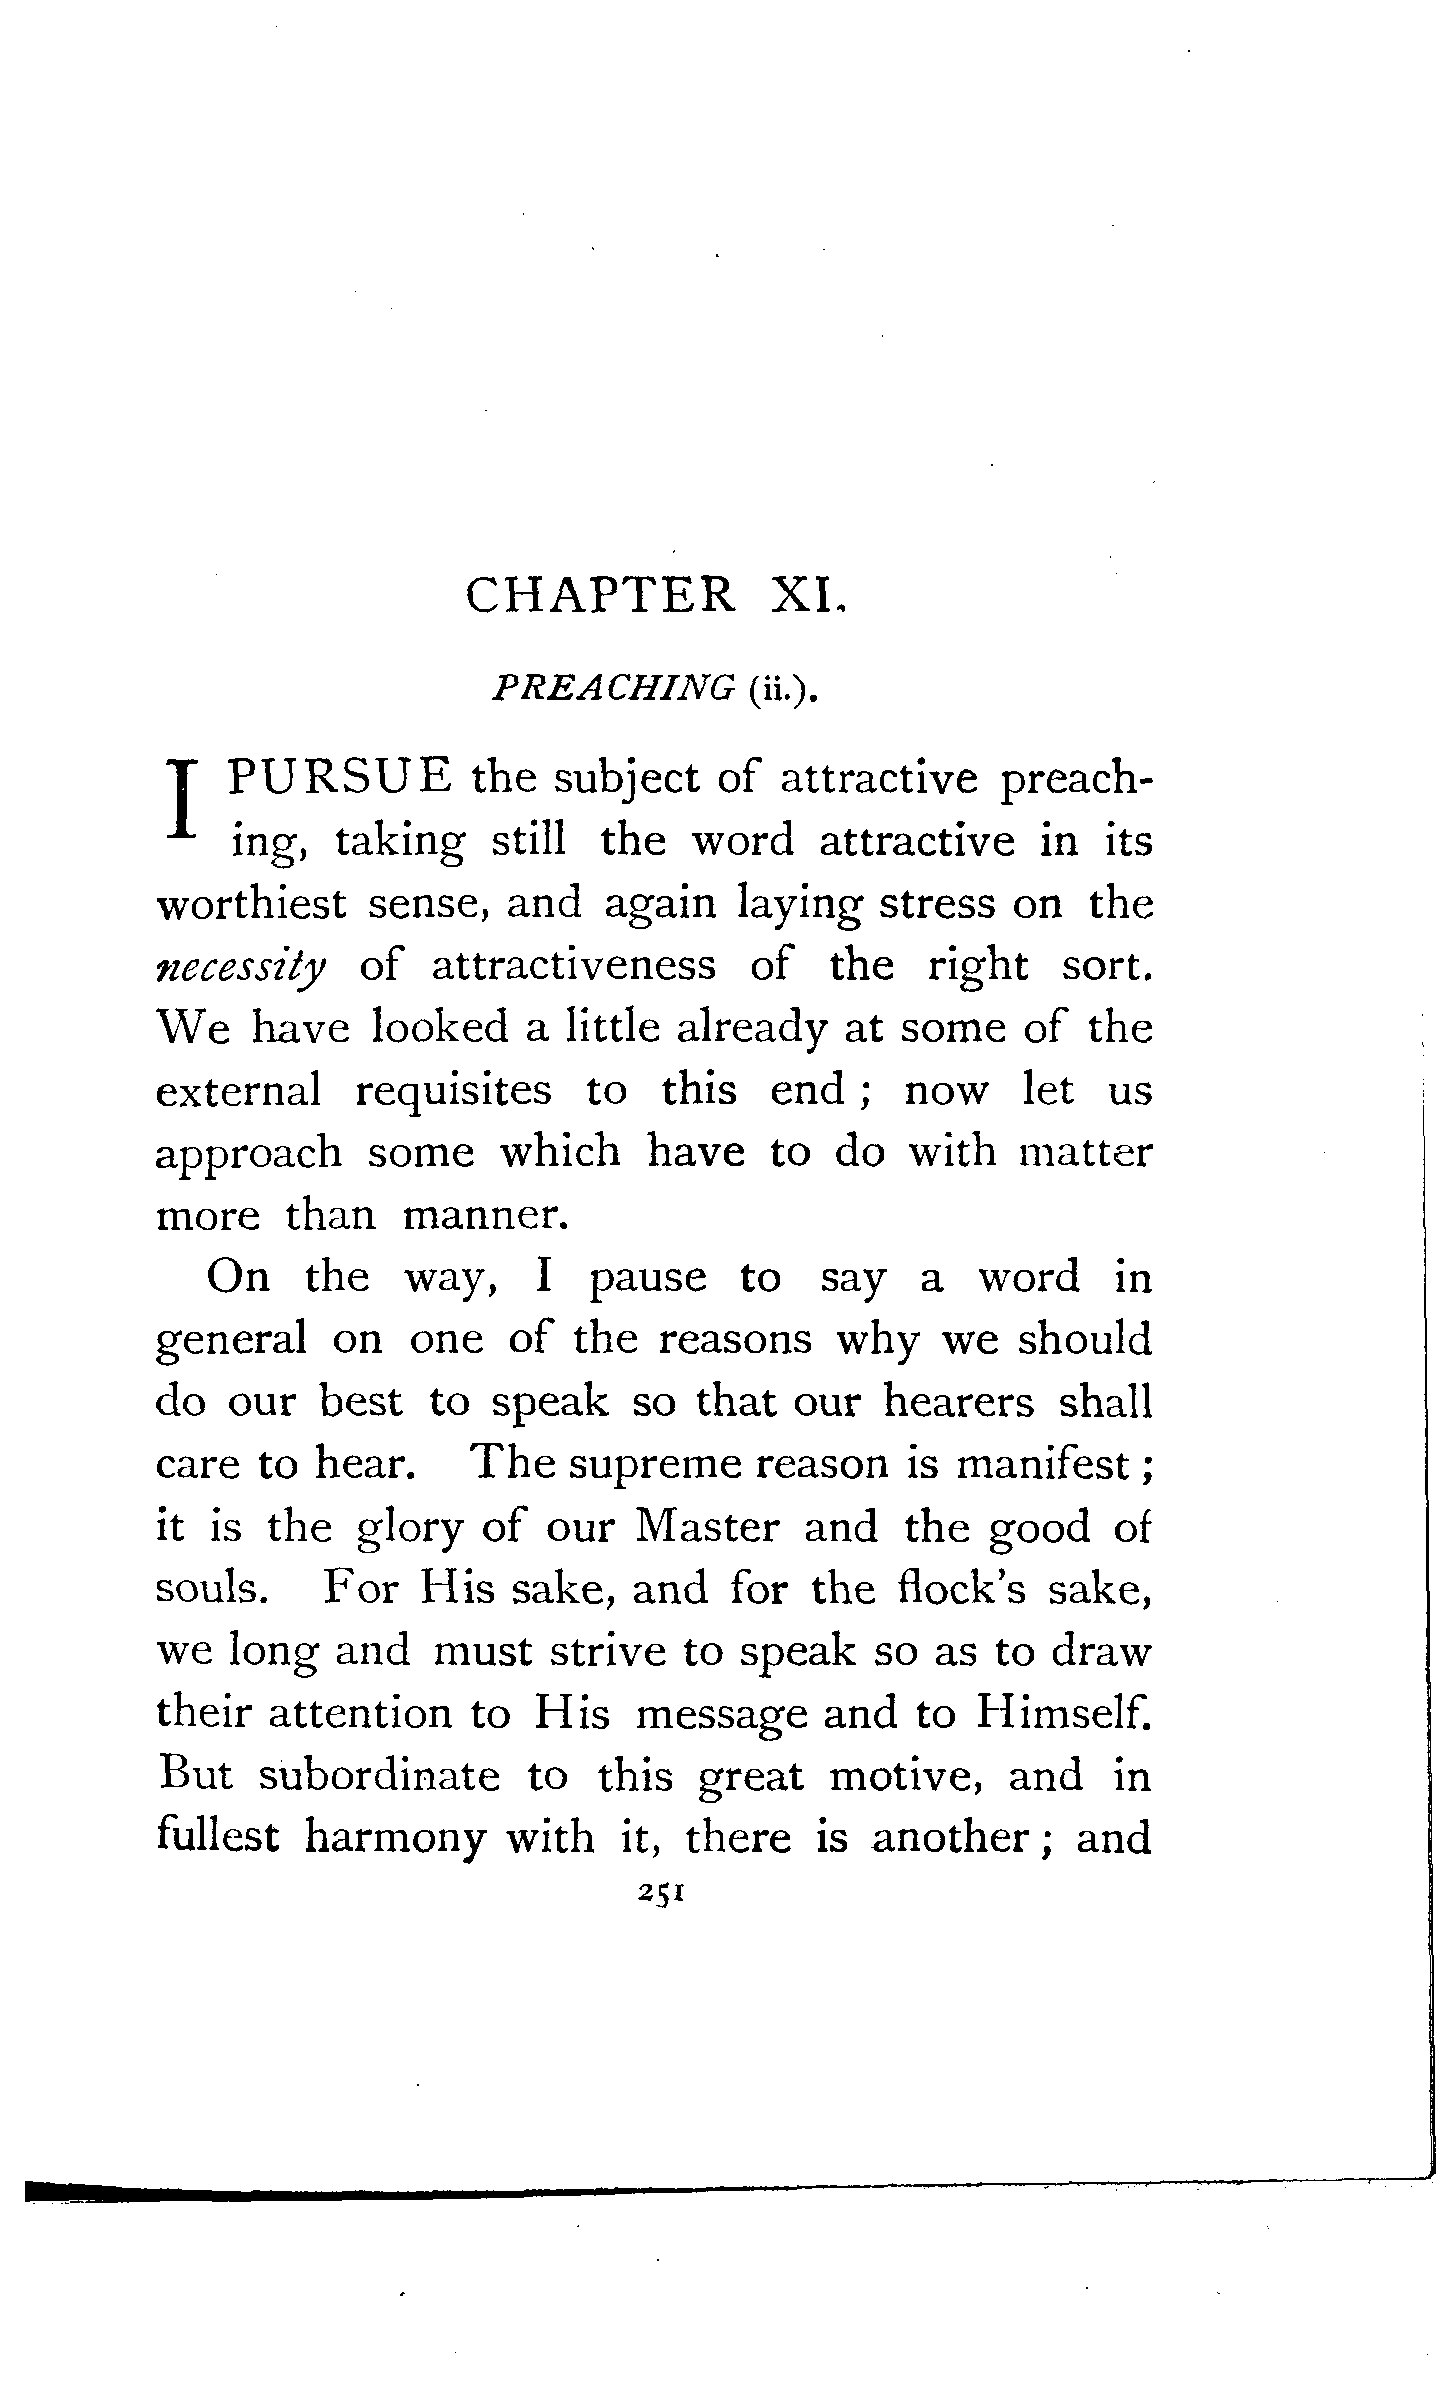 CHAPTER XI.
PREACHING (ii.).
I PURSUE the subject of attractive preach-
ing, taking still the word attractive in its
worthiest sense, and again laying stress on the
necessity of attractiveness of the right sort.
We have looked a little already at some of the
external requisites to this end ; now let us
approach some which have to do with matter
more than manner.
On the way, I pause to say a word in
general on one of the reasons why we should
do our best to speak so that our hearers shall
care to hear. The supreme reason is manifest ;
it is the glory of our Master and the good of
souls. For His sake, and for the flock's sake,
we long and must strive to speak so as to draw
their attention to His message and to Himself.
But subordinate to this great motive, and in
fullest harmony with it, there is another ; and
251